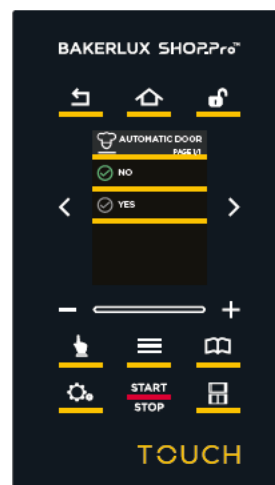 BAKERLUX SHOP.Pro™
AUTOMATIC DOOR
PAGE 1/1
NO
YES
START
STOP
TOUCH